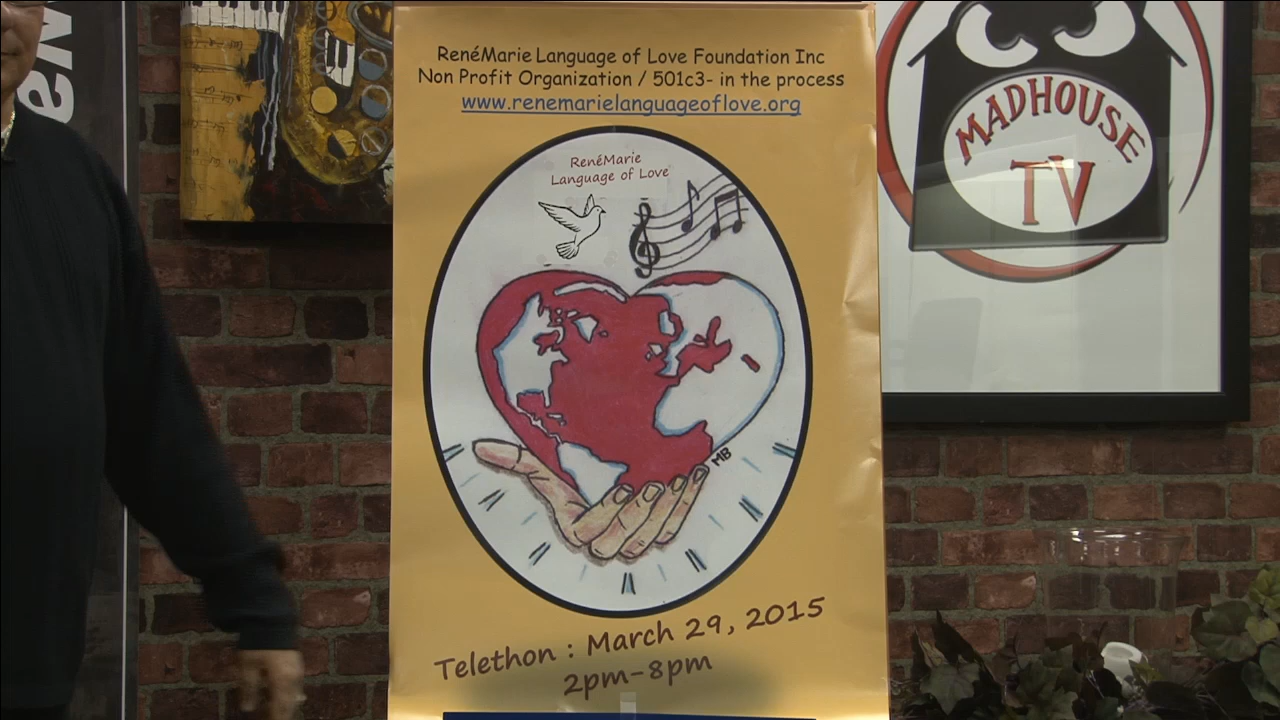 RenéMarie Language of Love Foundation Inc
Non Profit Organization / 501c3- in the process
www.renemarielanguageoflove.org
RenéMarie
Language of Love
MB
Telethon : March 29, 2015
2pm-8pm
MADHOUSE
TV